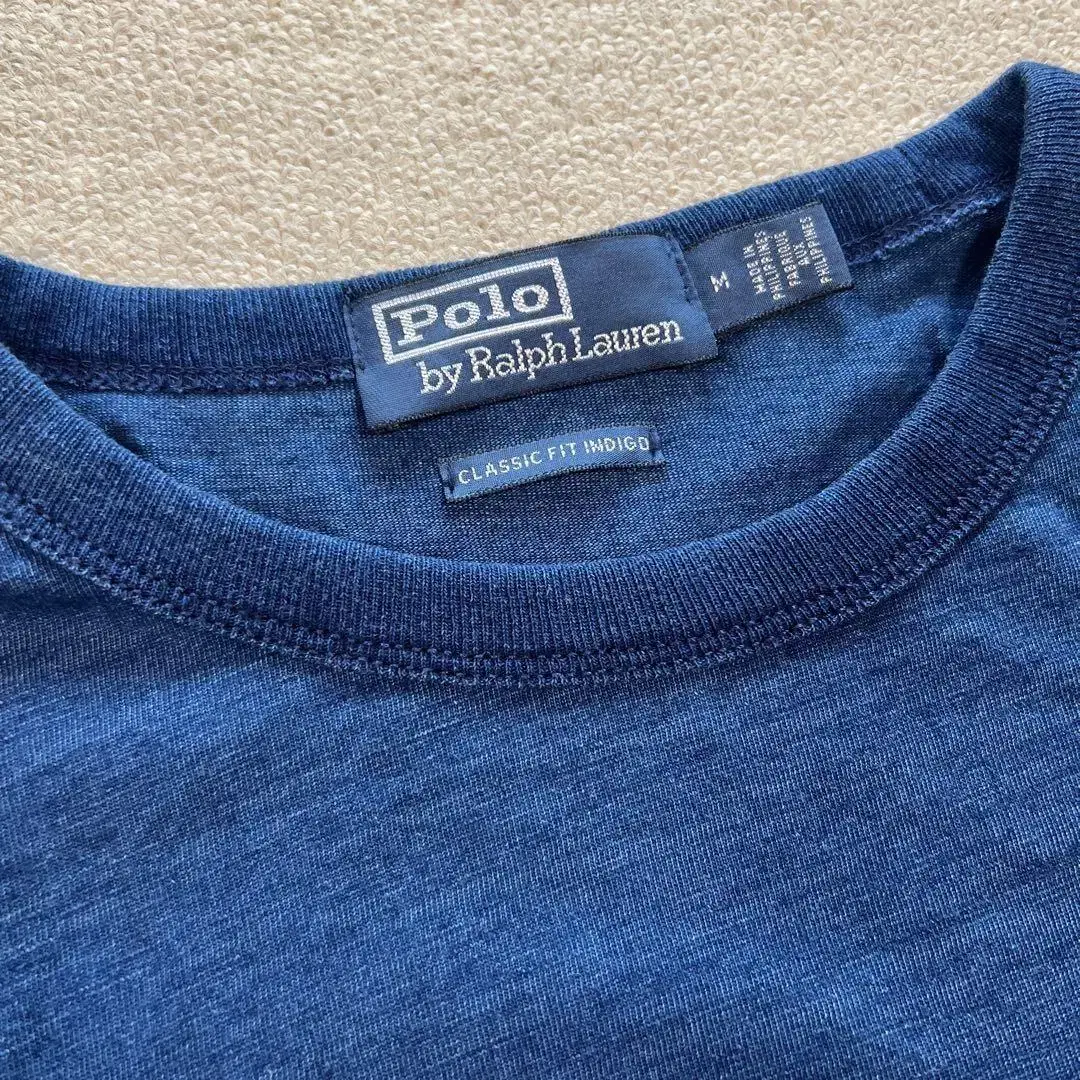 Polo
by Ralph Lauren
M
MADE IN
PHILIPPINES
FABRIQUE
AUX
PHILIPPINES
CLASSIC FIT INDIGO